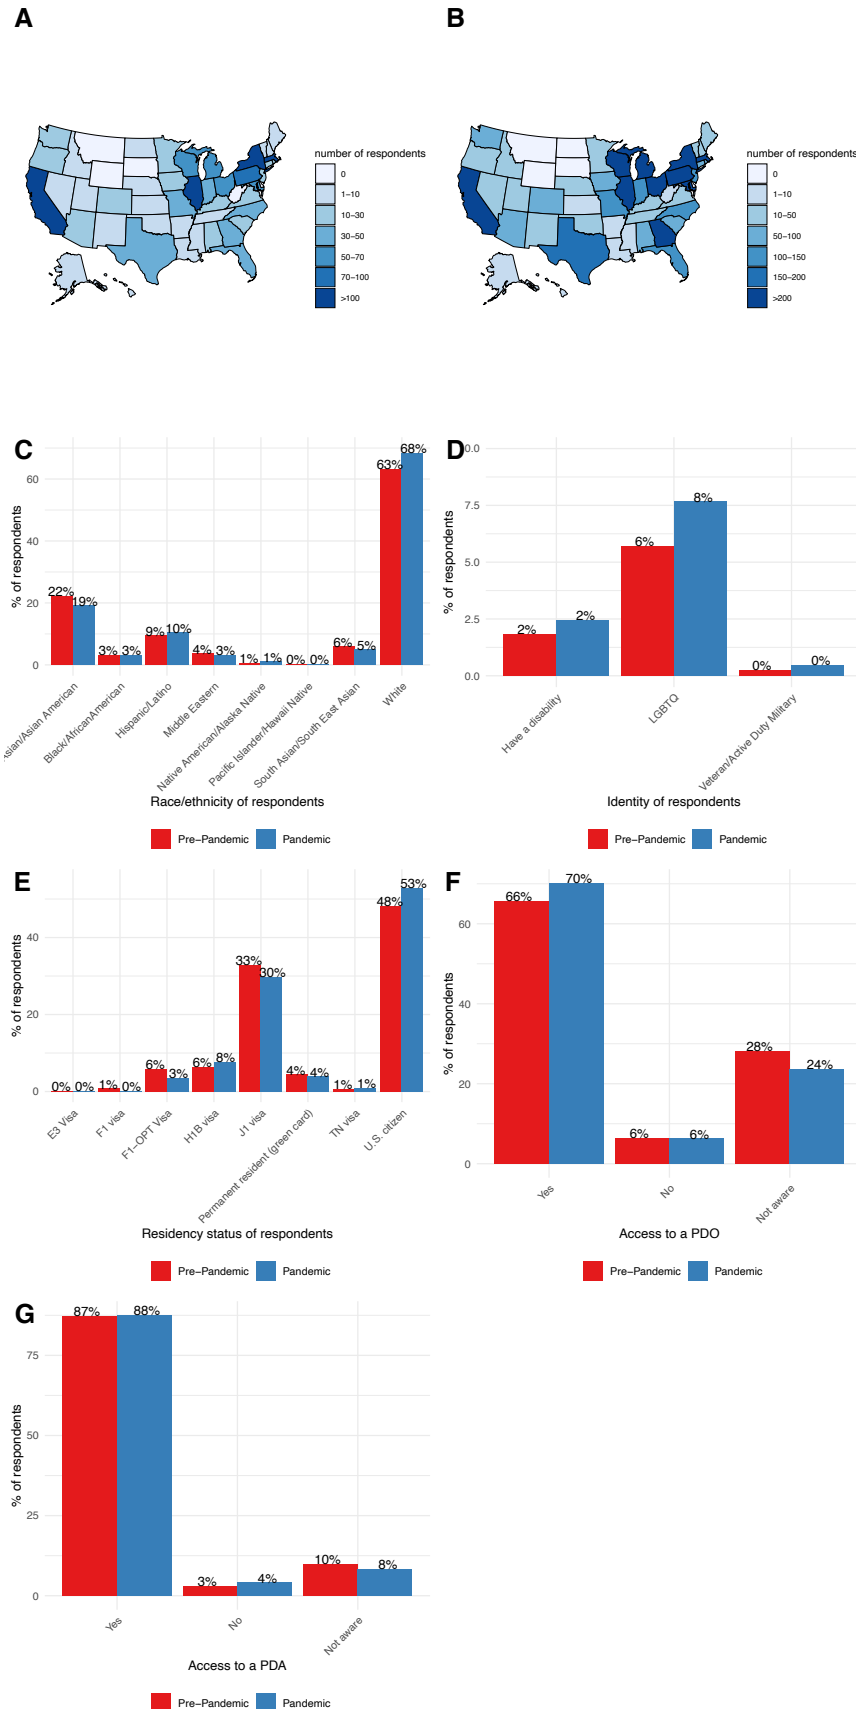 A
B
number of respondents
0
1−10
10−30
30−50
50−70
70−100
>100
number of respondents
0
1−10
10−50
50−100
100−150
150−200
>200
C
% of respondents
60
40
20
0
22%
19%
3%
3%
9%
10%
4%
3%
1%
1%
0%
0%
6%
5%
63%
68%
sian/Asian American
Black/African American
Hispanic/Latino
Middle Eastern
Native American/Alaska Native
Pacific Islander/Hawaii Native
South Asian/South East Asian
White
Race/ethnicity of respondents
Pre−Pandemic
Pandemic
D
% of respondents
0.0
7.5
5.0
2.5
0.0
2%
2%
6%
8%
0%
0%
Have a disability
LGBTQ
Veteran/Active Duty Military
Identity of respondents
Pre−Pandemic
Pandemic
E
% of respondents
40
20
0
0%
0%
1%
0%
6%
3%
6%
8%
33%
30%
4%
4%
1%
1%
48%
53%
E3 Visa
F1 visa
F1−OPT Visa
H1B visa
J1 visa
Permanent resident (green card)
TN visa
U.S. citizen
Residency status of respondents
Pre−Pandemic
Pandemic
F
% of respondents
60
40
20
0
66%
70%
6%
6%
28%
24%
Yes
No
Not aware
Access to a PDO
Pre−Pandemic
Pandemic
G
% of respondents
75
50
25
0
87%
88%
3%
4%
10%
8%
Yes
No
Not aware
Access to a PDA
Pre−Pandemic
Pandemic